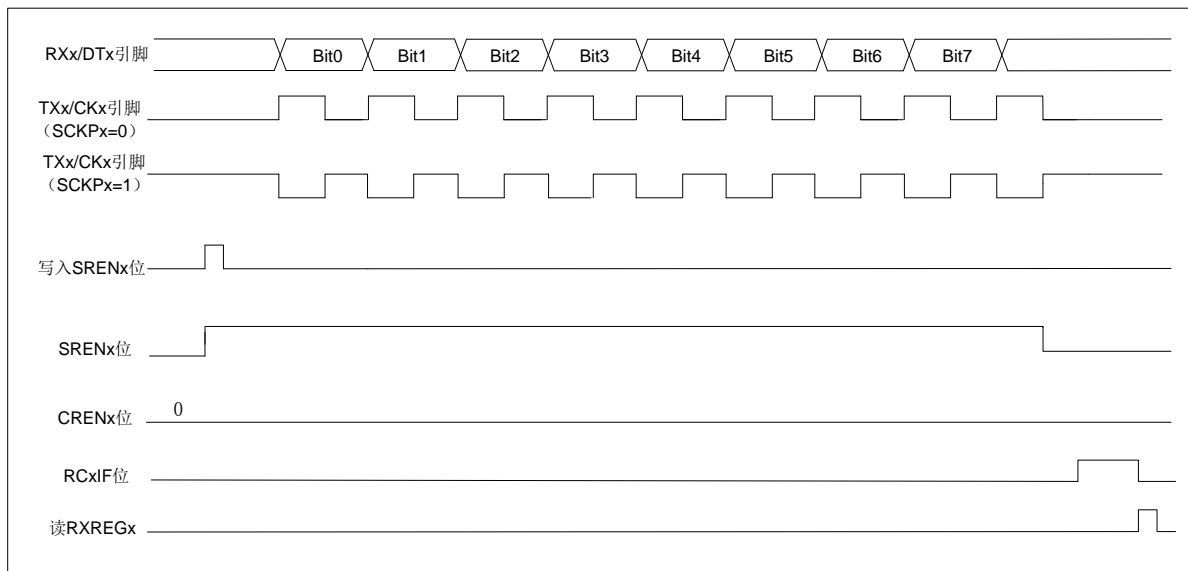 RXx/DTx引脚
Bit0 Bit1 Bit2 Bit3 Bit4 Bit5 Bit6 Bit7
TXx/CKx引脚
（SCKPx=0）
TXx/CKx引脚
（SCKPx=1）
写入SRENx位
SRENx位
CRENx位 0
RCxIF位
读RXREGx